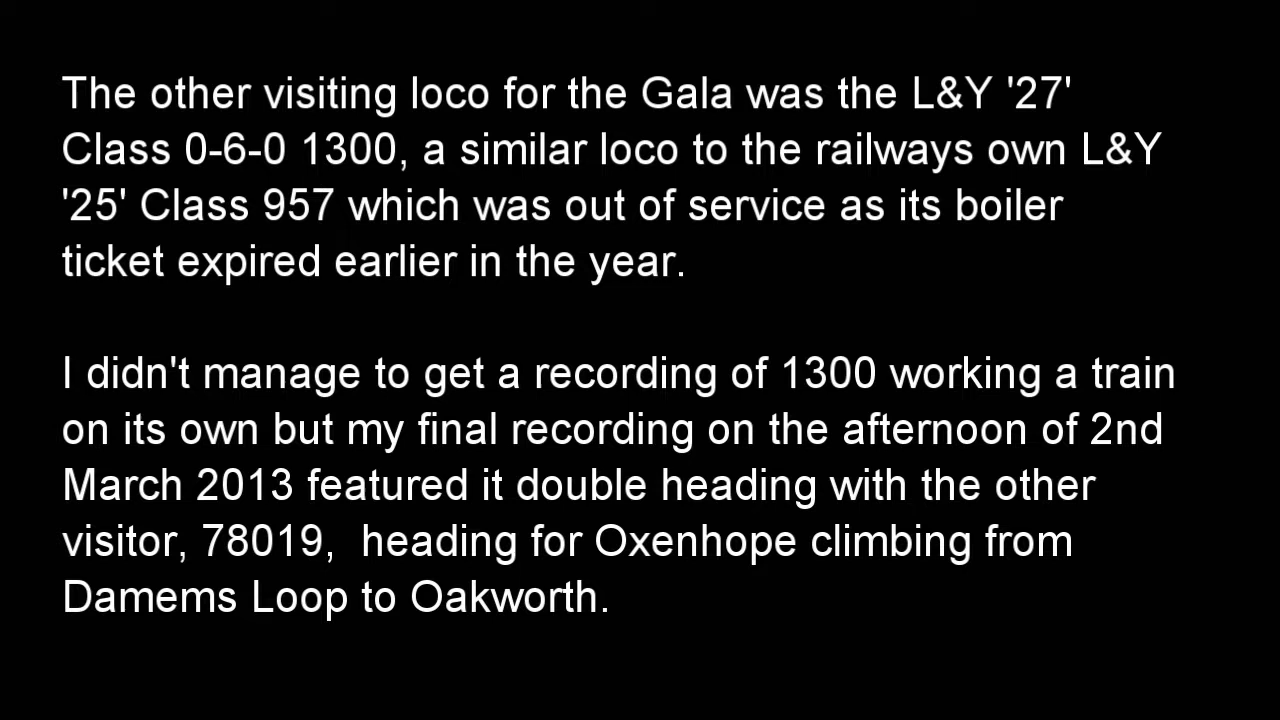 The other visiting loco for the Gala was the L&Y '27'
Class 0-6-0 1300, a similar loco to the railways own L&Y
'25' Class 957 which was out of service as its boiler
ticket expired earlier in the year.
I didn't manage to get a recording of 1300 working a train
on its own but my final recording on the afternoon of 2nd
March 2013 featured it double heading with the other
visitor, 78019,  heading for Oxenhope climbing from
Damems Loop to Oakworth.